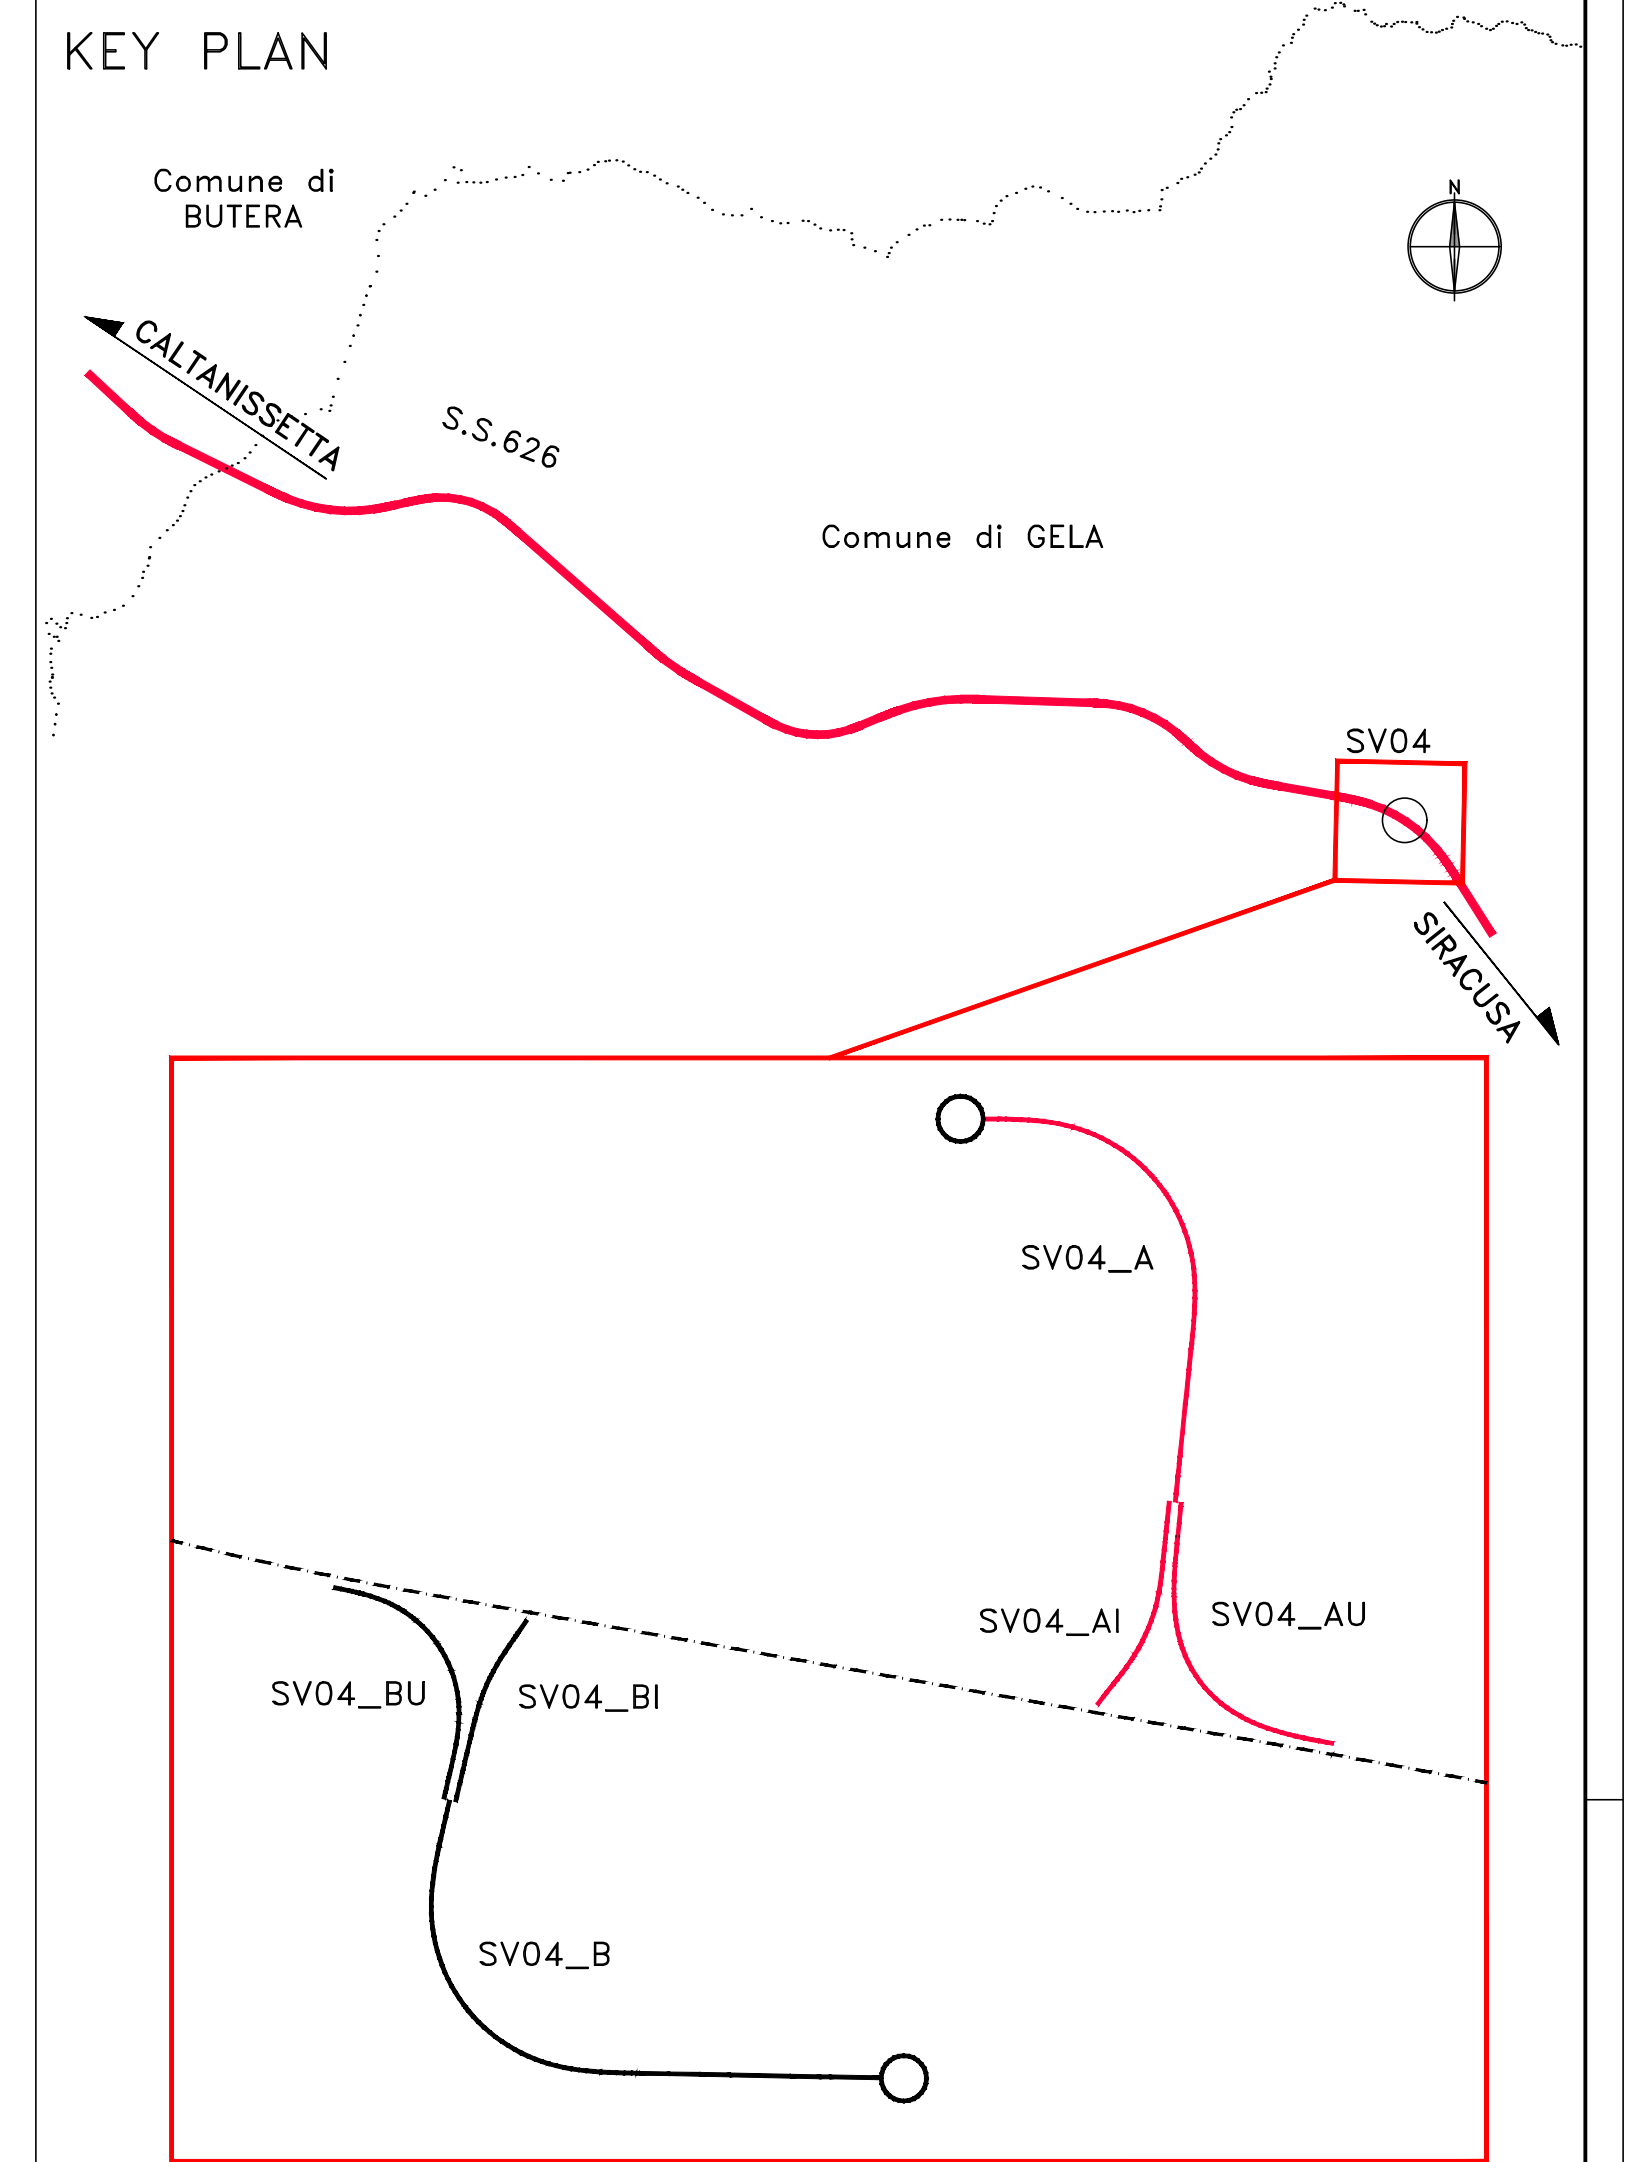 KEY PLAN
Comune di
BUTERA
N
CALTANISSETTA
S.S.626
Comune di GELA
SV04
SIRACUSA
SV04_A
SV04_AI
SV04_AU
SV04_BU
SV04_BI
SV04_B